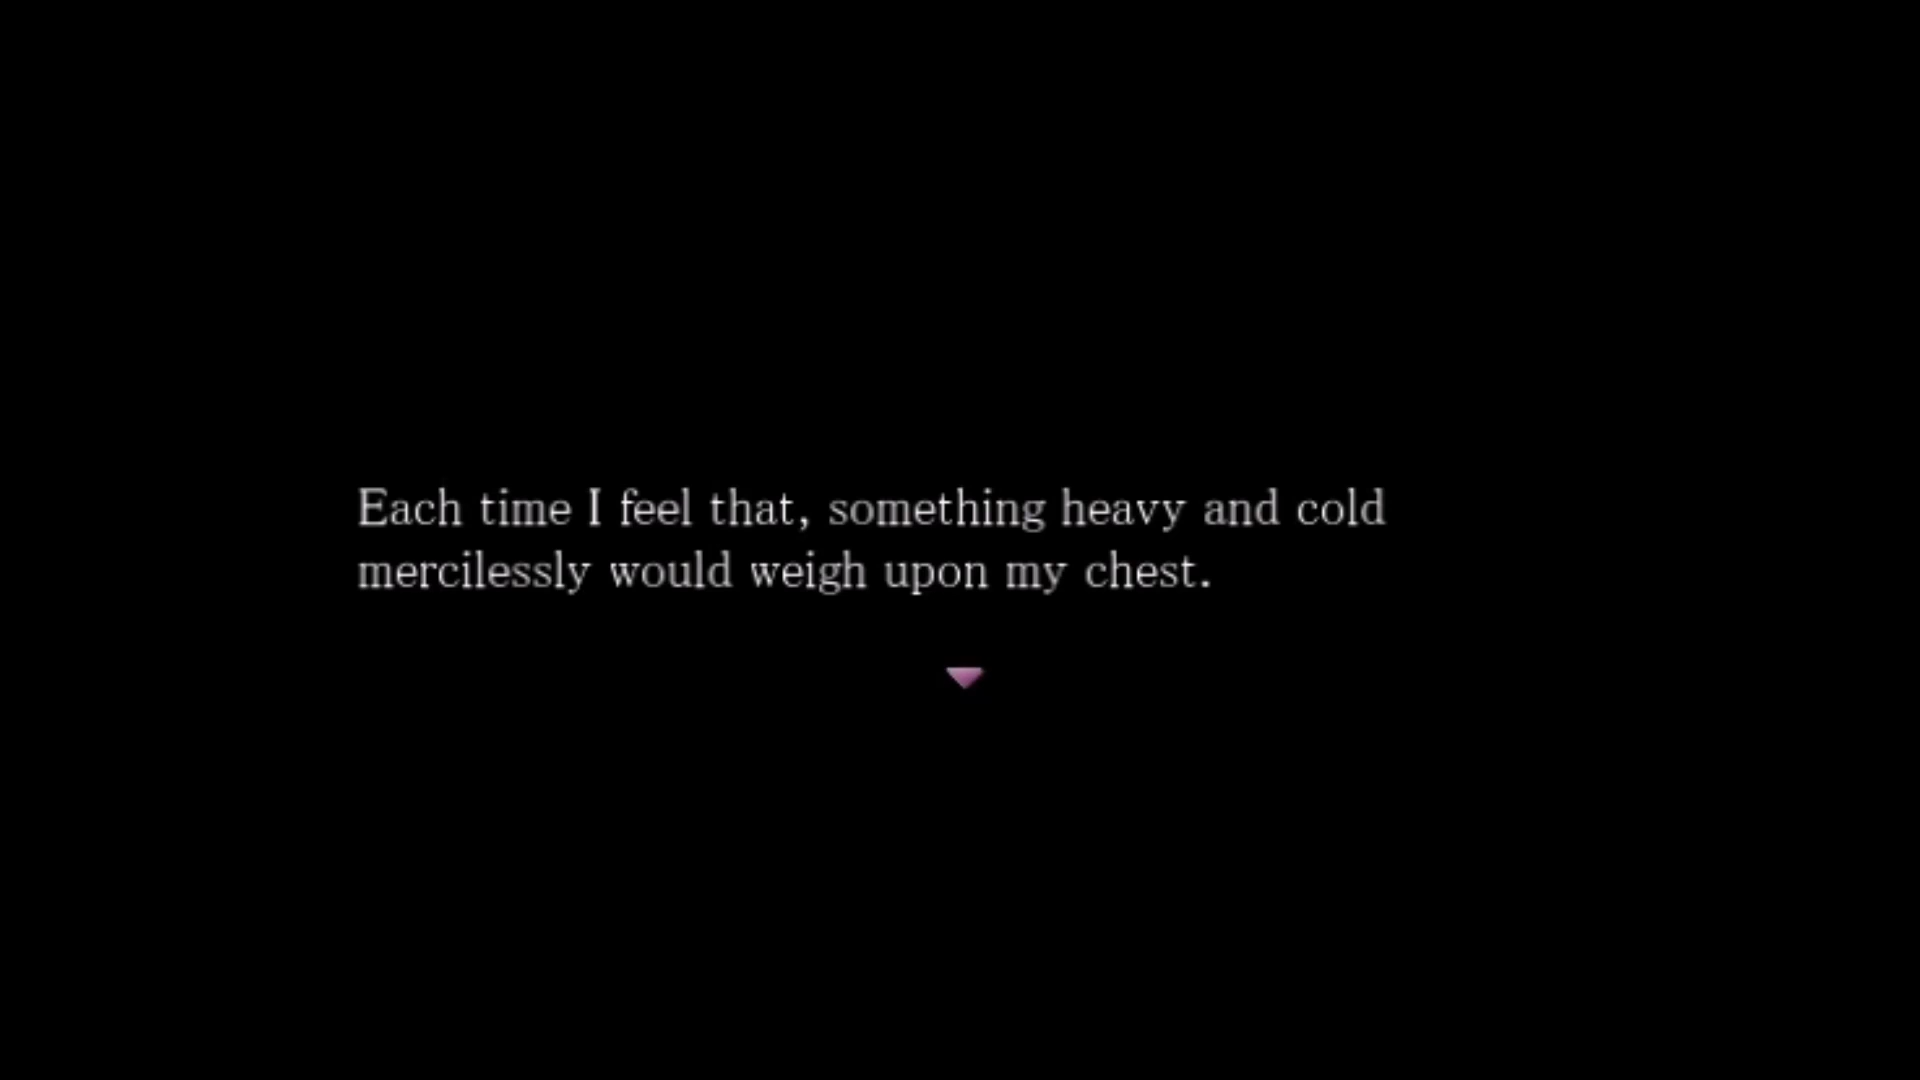 Each time I feel that, something heavy and cold
mercilessly would weigh upon my chest.